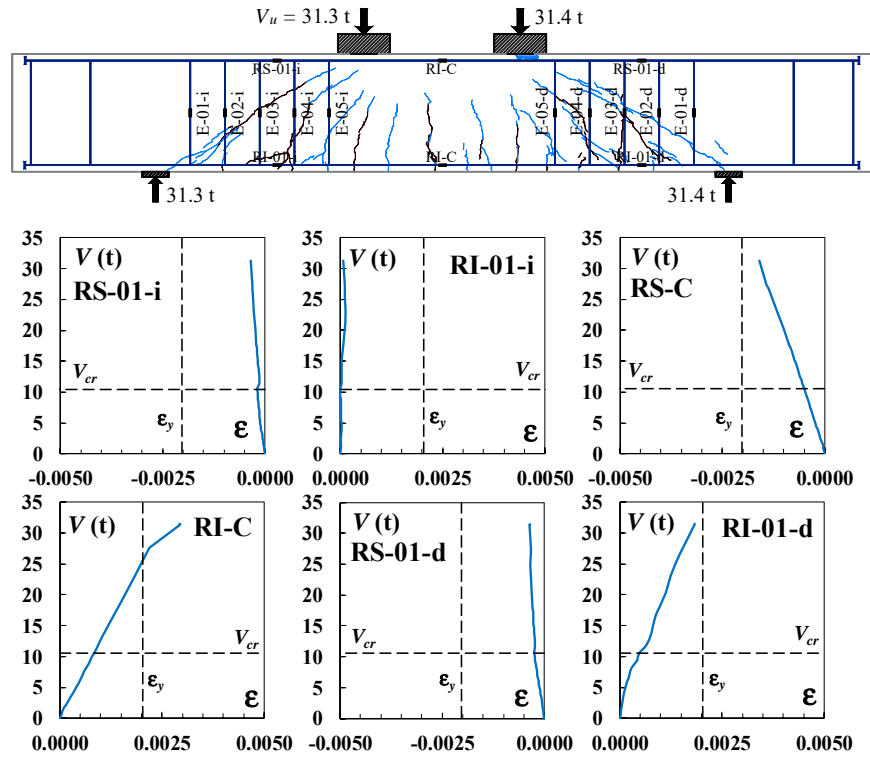 V_u = 31.3 t
31.4 t
RS-01-i
RI-C
RS-01-d
E-01-i
E-02-i
E-03-i
E-04-i
E-05-i
E-05-d
E-04-d
E-03-d
E-02-d
E-01-d
RI-01-i
RI-C
RI-01-d
31.3 t
31.4 t
35
30
25
20
15
10
5
0
V (t)
RS-01-i
V_cr
ε_y
ε
-0.0050 -0.0025 0.0000
35
30
25
20
15
10
5
0
V (t)
RI-01-i
V_cr
ε_y
ε
0.0000 0.0025 0.0050
35
30
25
20
15
10
5
0
V (t)
RS-C
V_cr
ε_y
ε
-0.0050 -0.0025 0.0000
35
30
25
20
15
10
5
0
V (t)
RI-C
V_cr
ε_y
ε
0.0000 0.0025 0.0050
35
30
25
20
15
10
5
0
V (t)
RS-01-d
V_cr
ε_y
ε
-0.0050 -0.0025 0.0000
35
30
25
20
15
10
5
0
V (t)
RI-01-d
V_cr
ε_y
ε
0.0000 0.0025 0.0050